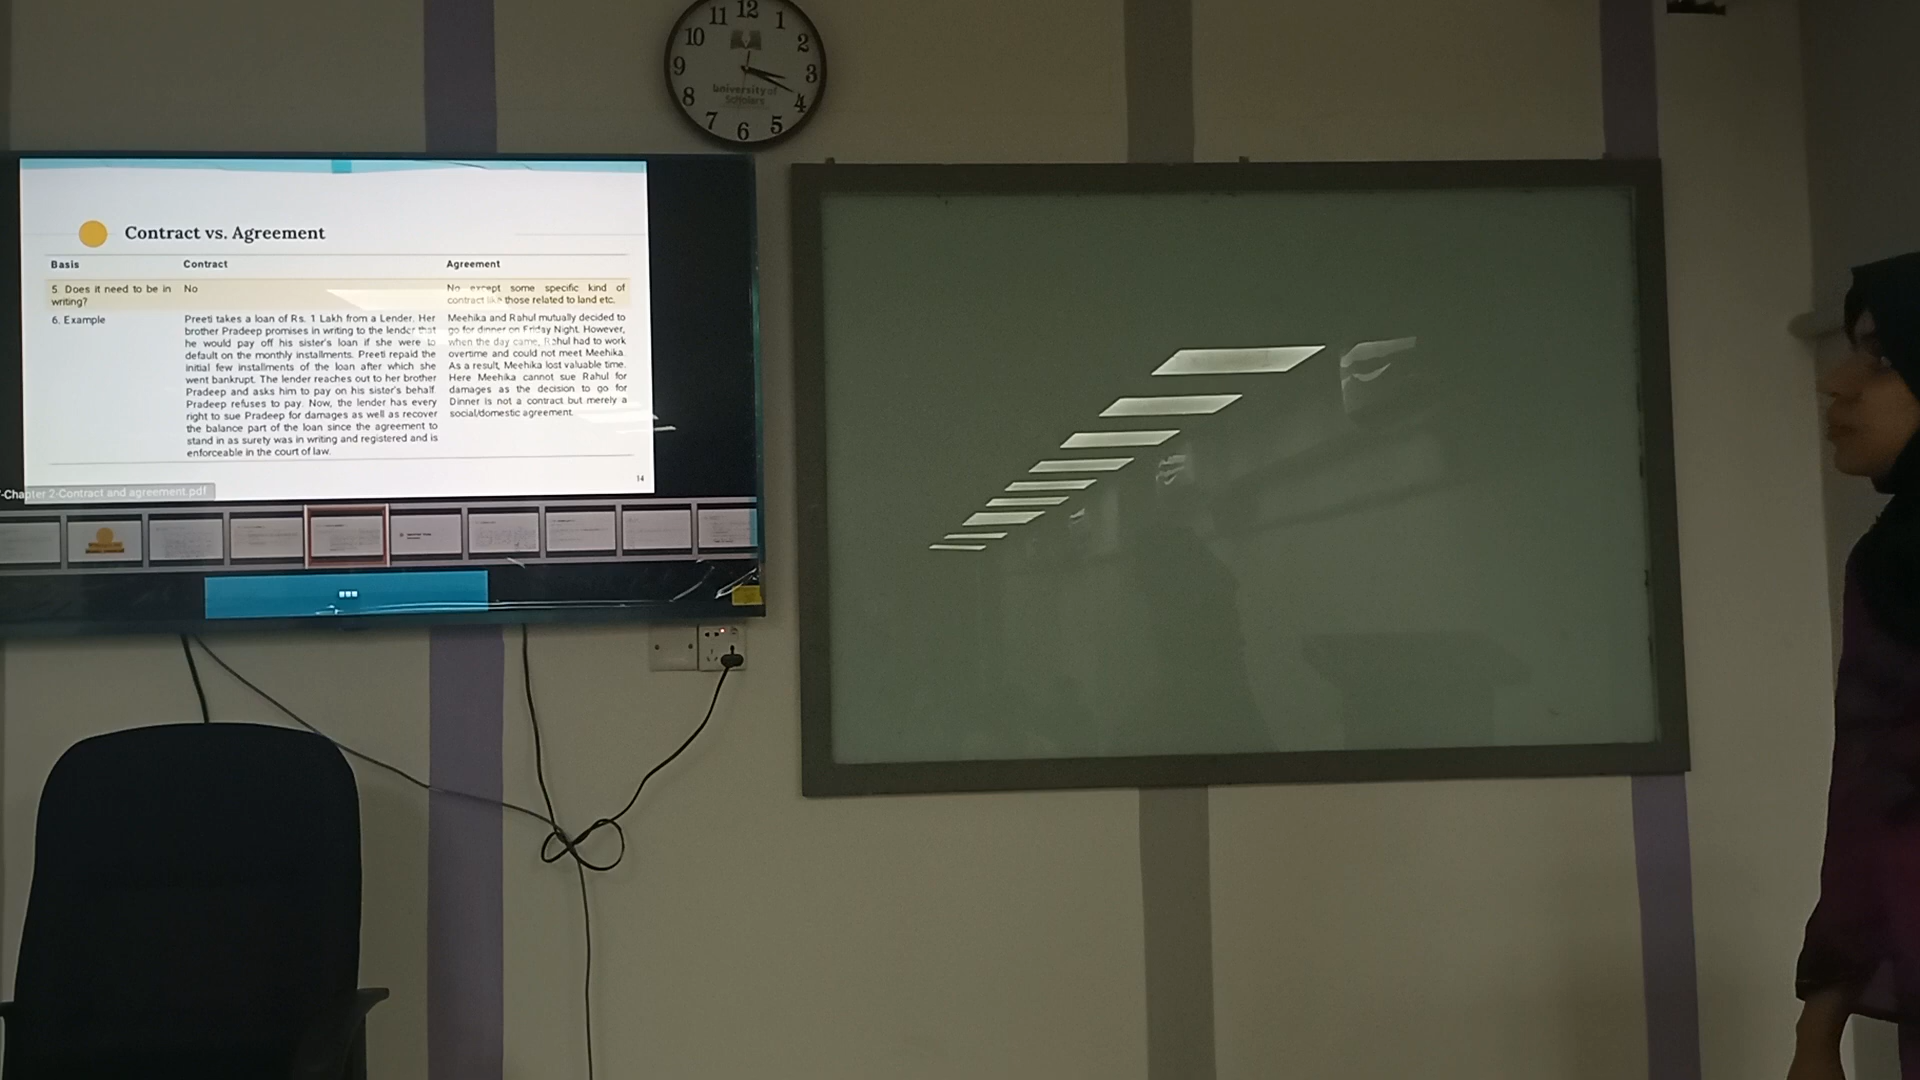 11 12 1
10 2
9 3
8 4
7 6 5
University of
Scholars
Contract vs. Agreement
Basis Contract Agreement
5. Does it need to be in writing? No No except some specific kind of
contract like those related to land etc.
6. Example
Preeti takes a loan of Rs. 1 Lakh from a Lender. Her
brother Pradeep promises in writing to the lender that
he would pay off his sister's loan if she were to
default on the monthly installments. Preeti repaid the
initial few installments of the loan after which she
went bankrupt. The lender reaches out to her brother
Pradeep and asks him to pay on his sister's behalf.
Pradeep refuses to pay. Now, the lender has every
right to sue Pradeep for damages as well as recover
the balance part of the loan since the agreement to
stand in as surety was in writing and registered and is
enforceable in the court of law.
Meehika and Rahul mutually decided to
go for dinner on Friday Night. However,
when the day came, Rahul had to work
overtime and could not meet Meehika.
As a result, Meehika lost valuable time.
Here Meehika cannot sue Rahul for
damages as the decision to go for
Dinner is not a contract but merely a
social/domestic agreement.
14
-Chapter 2-Contract and agreement.pdf